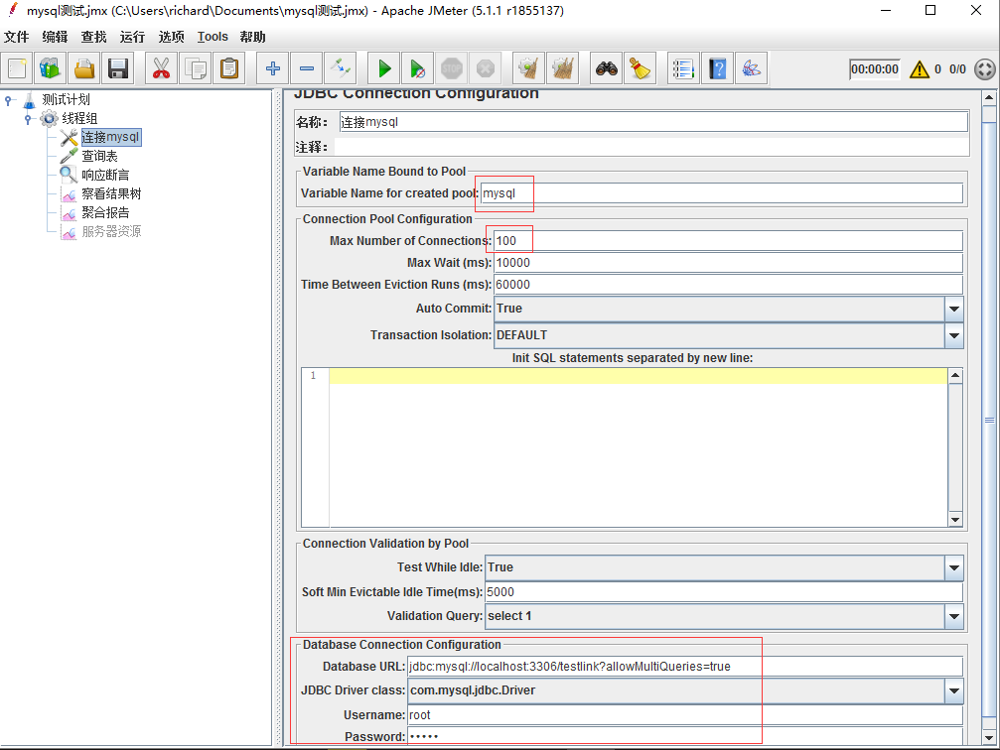 mysql测试.jmx (C:\Users\richard\Documents\mysql测试.jmx) - Apache JMeter (5.1.1 r1855137)
文件 编辑 查找 运行 选项 Tools 帮助
STOP 00:00:00 0 0/0
测试计划
线程组
连接mysql
查询表
响应断言
察看结果树
聚合报告
服务器资源
JDBC Connection Configuration
名称： 连接mysql
注释：
Variable Name Bound to Pool
Variable Name for created pool: mysql
Connection Pool Configuration
Max Number of Connections: 100
Max Wait (ms): 10000
Time Between Eviction Runs (ms): 60000
Auto Commit: True
Transaction Isolation: DEFAULT
Init SQL statements separated by new line:
1
Connection Validation by Pool
Test While Idle: True
Soft Min Evictable Idle Time(ms): 5000
Validation Query: select 1
Database Connection Configuration
Database URL: jdbc:mysql://localhost:3306/testlink?allowMultiQueries=true
JDBC Driver class: com.mysql.jdbc.Driver
Username: root
Password: •••••